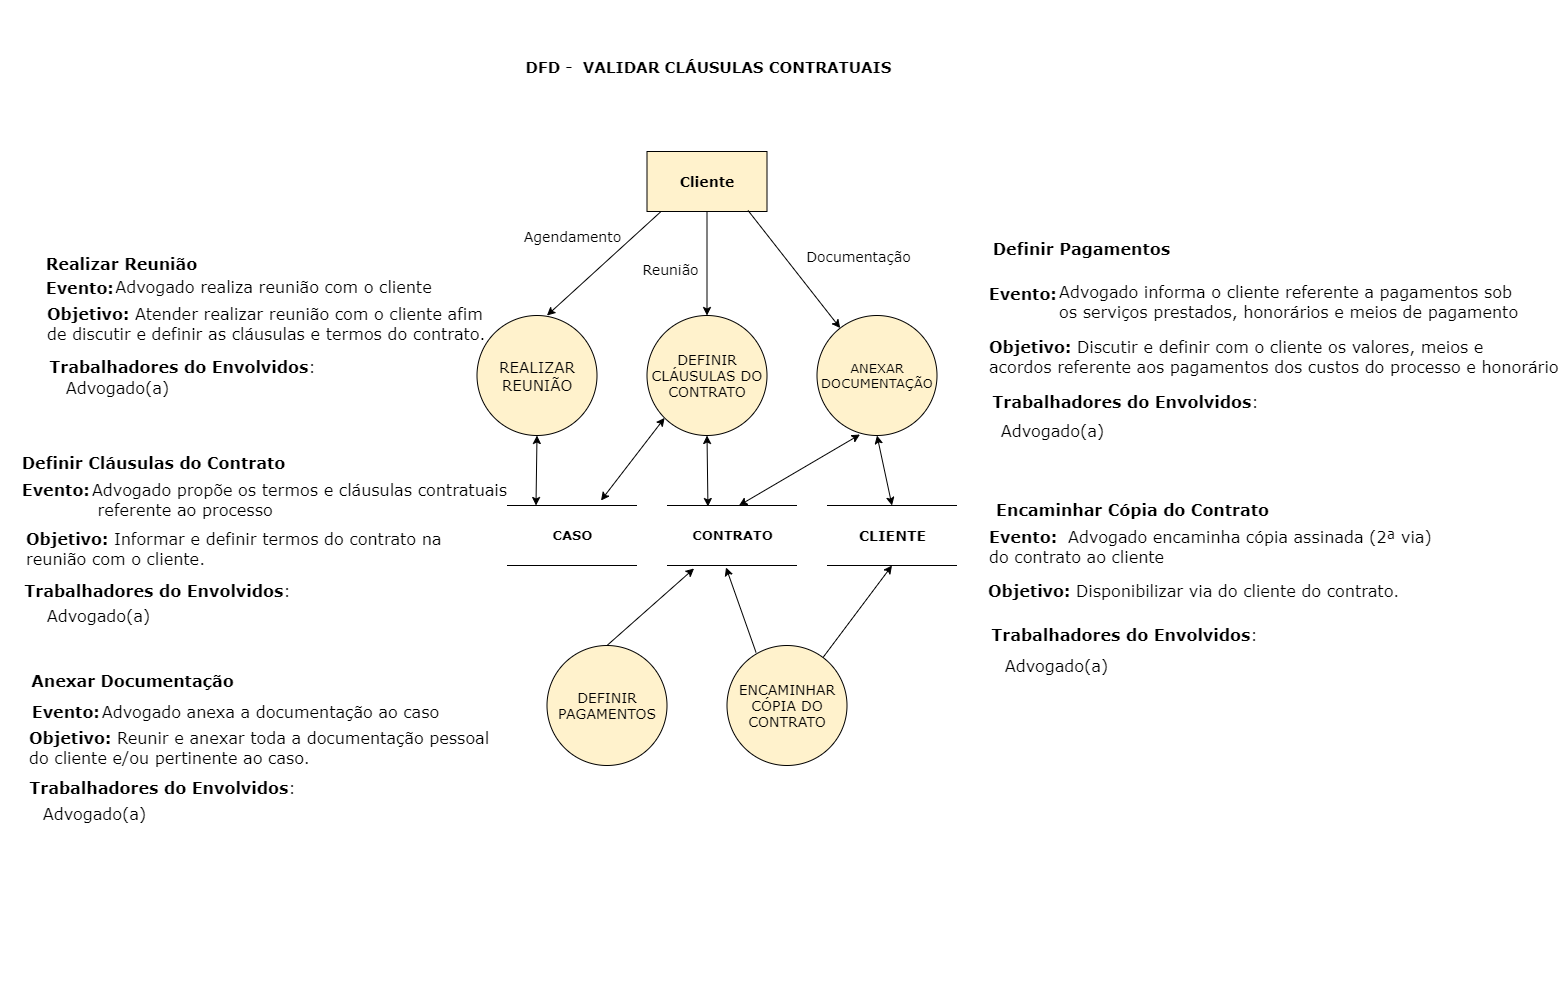 DFD -  VALIDAR CLÁUSULAS CONTRATUAIS
Cliente
Agendamento
Reunião
Documentação
REALIZAR
REUNIÃO
DEFINIR
CLÁUSULAS DO
CONTRATO
ANEXAR
DOCUMENTAÇÃO
CASO
CONTRATO
CLIENTE
DEFINIR
PAGAMENTOS
ENCAMINHAR
CÓPIA DO
CONTRATO
Realizar Reunião
Evento: Advogado realiza reunião com o cliente
Objetivo: Atender realizar reunião com o cliente afim
de discutir e definir as cláusulas e termos do contrato.
Trabalhadores do Envolvidos:
Advogado(a)
Definir Cláusulas do Contrato
Evento: Advogado propõe os termos e cláusulas contratuais
referente ao processo
Objetivo: Informar e definir termos do contrato na
reunião com o cliente.
Trabalhadores do Envolvidos:
Advogado(a)
Anexar Documentação
Evento: Advogado anexa a documentação ao caso
Objetivo: Reunir e anexar toda a documentação pessoal
do cliente e/ou pertinente ao caso.
Trabalhadores do Envolvidos:
Advogado(a)
Definir Pagamentos
Evento: Advogado informa o cliente referente a pagamentos sob
os serviços prestados, honorários e meios de pagamento
Objetivo: Discutir e definir com o cliente os valores, meios e
acordos referente aos pagamentos dos custos do processo e honorário
Trabalhadores do Envolvidos:
Advogado(a)
Encaminhar Cópia do Contrato
Evento: Advogado encaminha cópia assinada (2ª via)
do contrato ao cliente
Objetivo: Disponibilizar via do cliente do contrato.
Trabalhadores do Envolvidos:
Advogado(a)